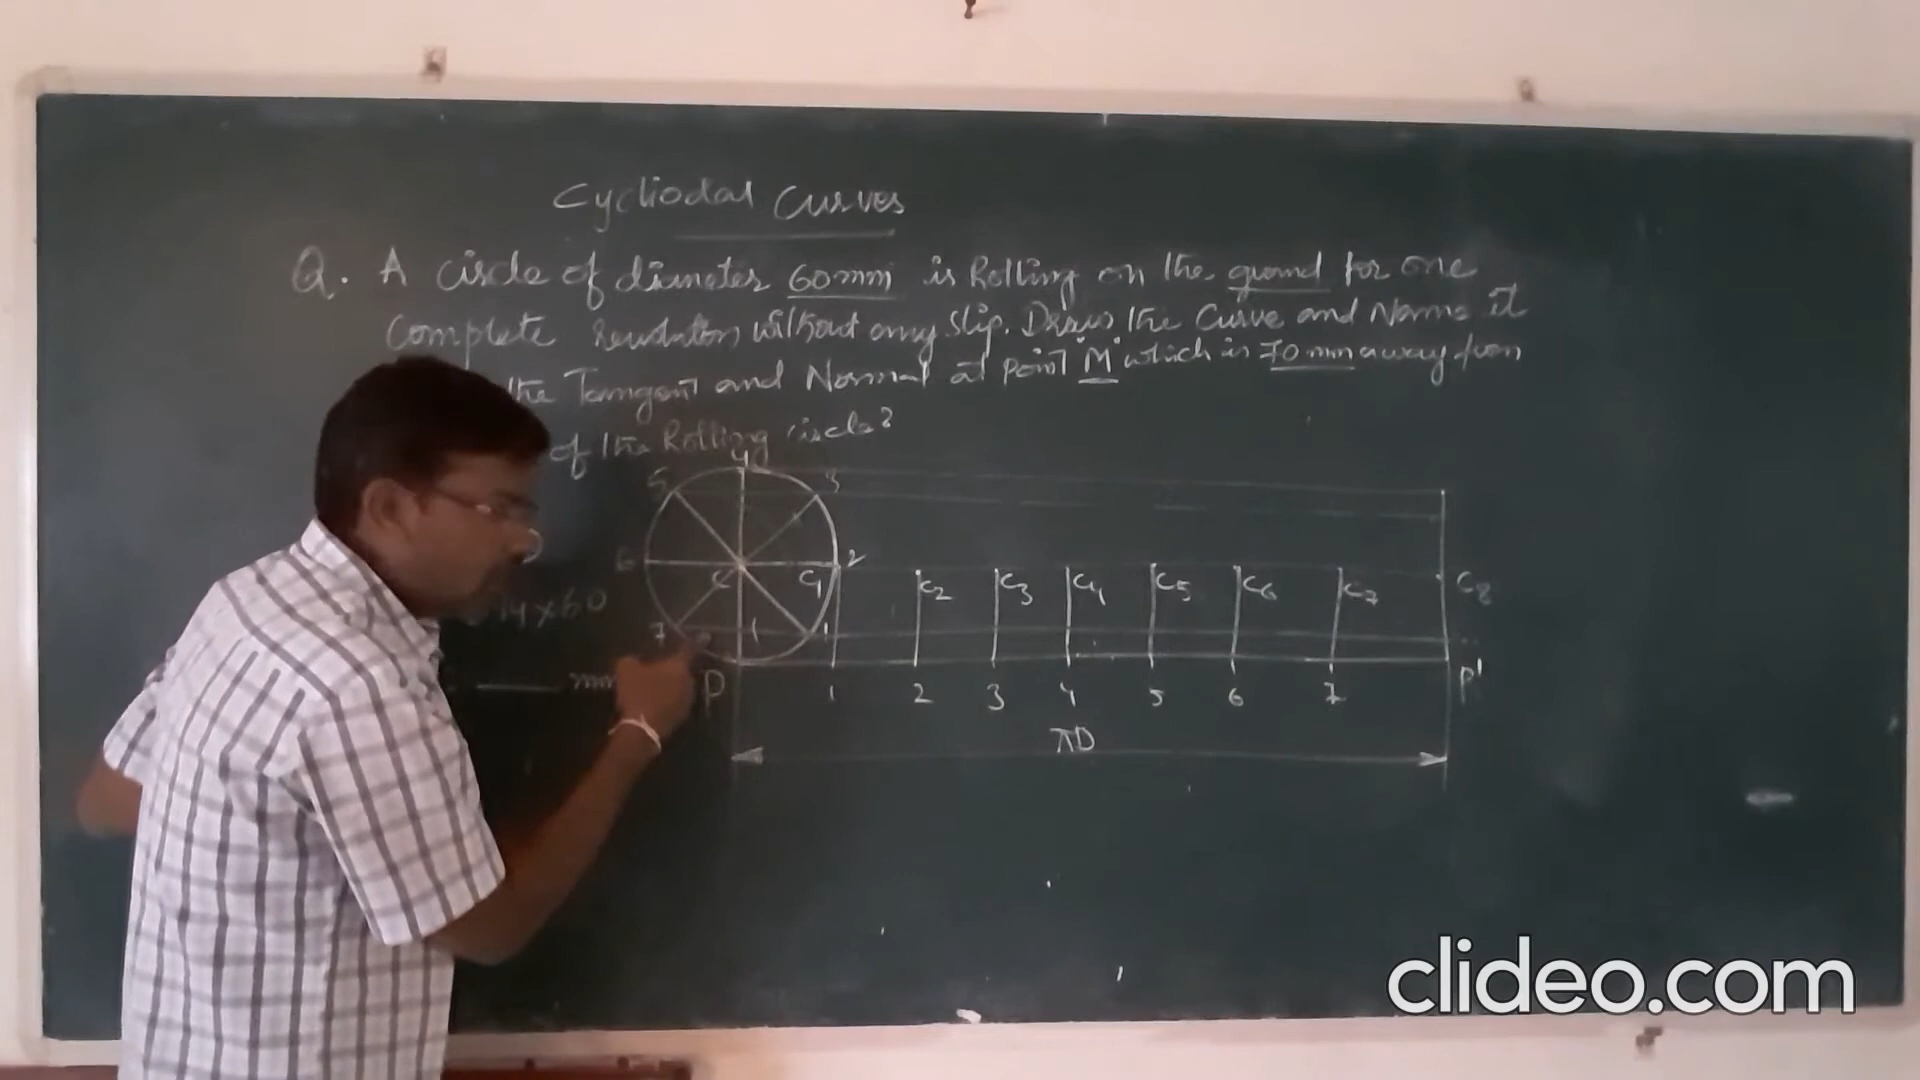 Cycliodal Curves
Q. A circle of diameter 60mm is Rolling on the ground for one
Complete Revolution without any slip. Draw the Curve and Name it
the Tangent and Normal at point "M" which is 70 mm away from
of the Rolling circle?
4
5 3
6 C C1 2 C2 C3 C4 C5 C6 C7 C8
4x60
7 1 1
mm P 1 2 3 4 5 6 7 P'
πD
clideo.com